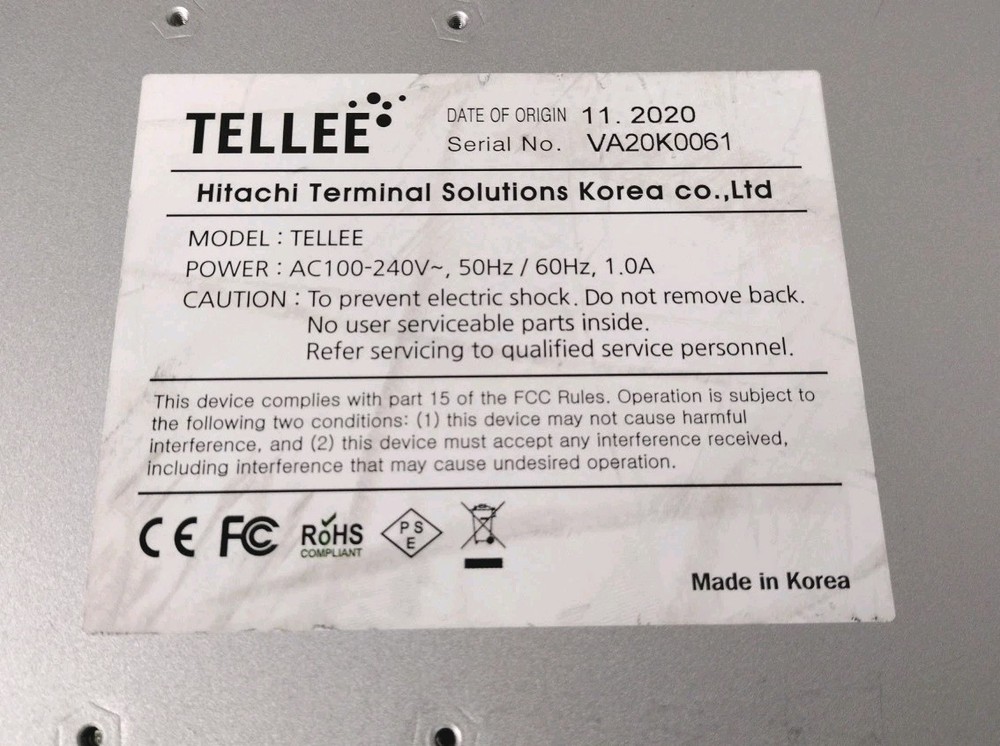 TELLEE
DATE OF ORIGIN 11. 2020
Serial No. VA20K0061
Hitachi Terminal Solutions Korea co.,Ltd
MODEL : TELLEE
POWER : AC100-240V~, 50Hz / 60Hz, 1.0A
CAUTION : To prevent electric shock. Do not remove back.
No user serviceable parts inside.
Refer servicing to qualified service personnel.
This device complies with part 15 of the FCC Rules. Operation is subject to
the following two conditions: (1) this device may not cause harmful
interference, and (2) this device must accept any interference received,
including interference that may cause undesired operation.
CE FC RoHS PS
COMPLIANT E
Made in Korea